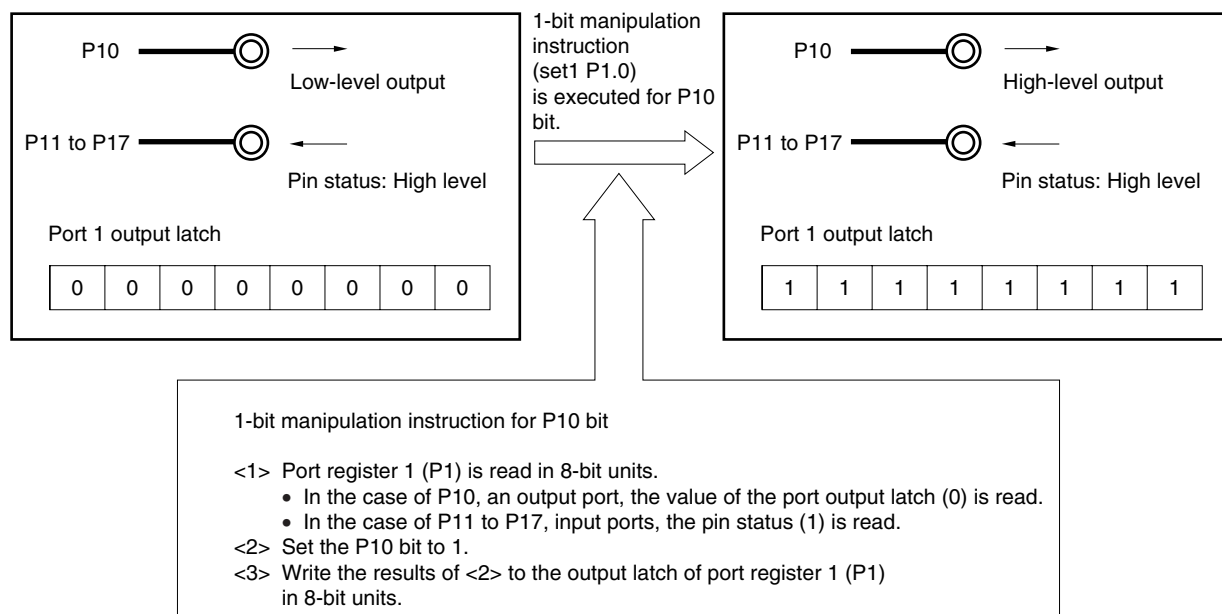 P10
Low-level output
P11 to P17
Pin status: High level
Port 1 output latch
0 0 0 0 0 0 0 0
1-bit manipulation
instruction
(set1 P1.0)
is executed for P10
bit.
P10
High-level output
P11 to P17
Pin status: High level
Port 1 output latch
1 1 1 1 1 1 1 1
1-bit manipulation instruction for P10 bit
<1> Port register 1 (P1) is read in 8-bit units.
• In the case of P10, an output port, the value of the port output latch (0) is read.
• In the case of P11 to P17, input ports, the pin status (1) is read.
<2> Set the P10 bit to 1.
<3> Write the results of <2> to the output latch of port register 1 (P1)
in 8-bit units.